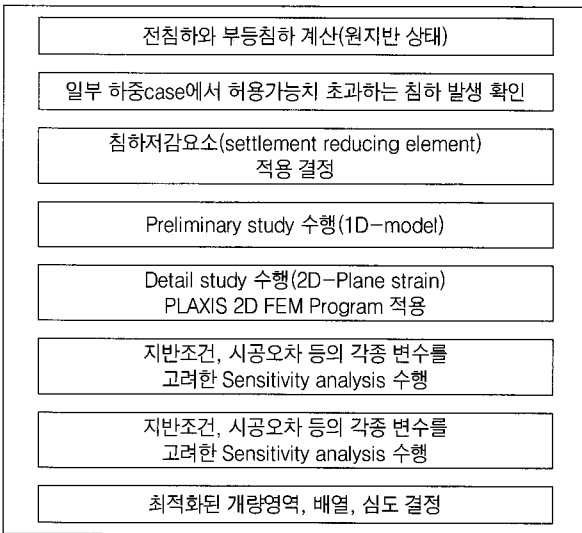 전침하와 부등침하 계산(원지반 상태)
일부 하중case에서 허용가능치 초과하는 침하 발생 확인
침하저감요소(settlement reducing element)
적용 결정
Preliminary study 수행(1D-model)
Detail study 수행(2D-Plane strain)
PLAXIS 2D FEM Program 적용
지반조건, 시공오차 등의 각종 변수를
고려한 Sensitivity analysis 수행
지반조건, 시공오차 등의 각종 변수를
고려한 Sensitivity analysis 수행
최적화된 개량영역, 배열, 심도 결정